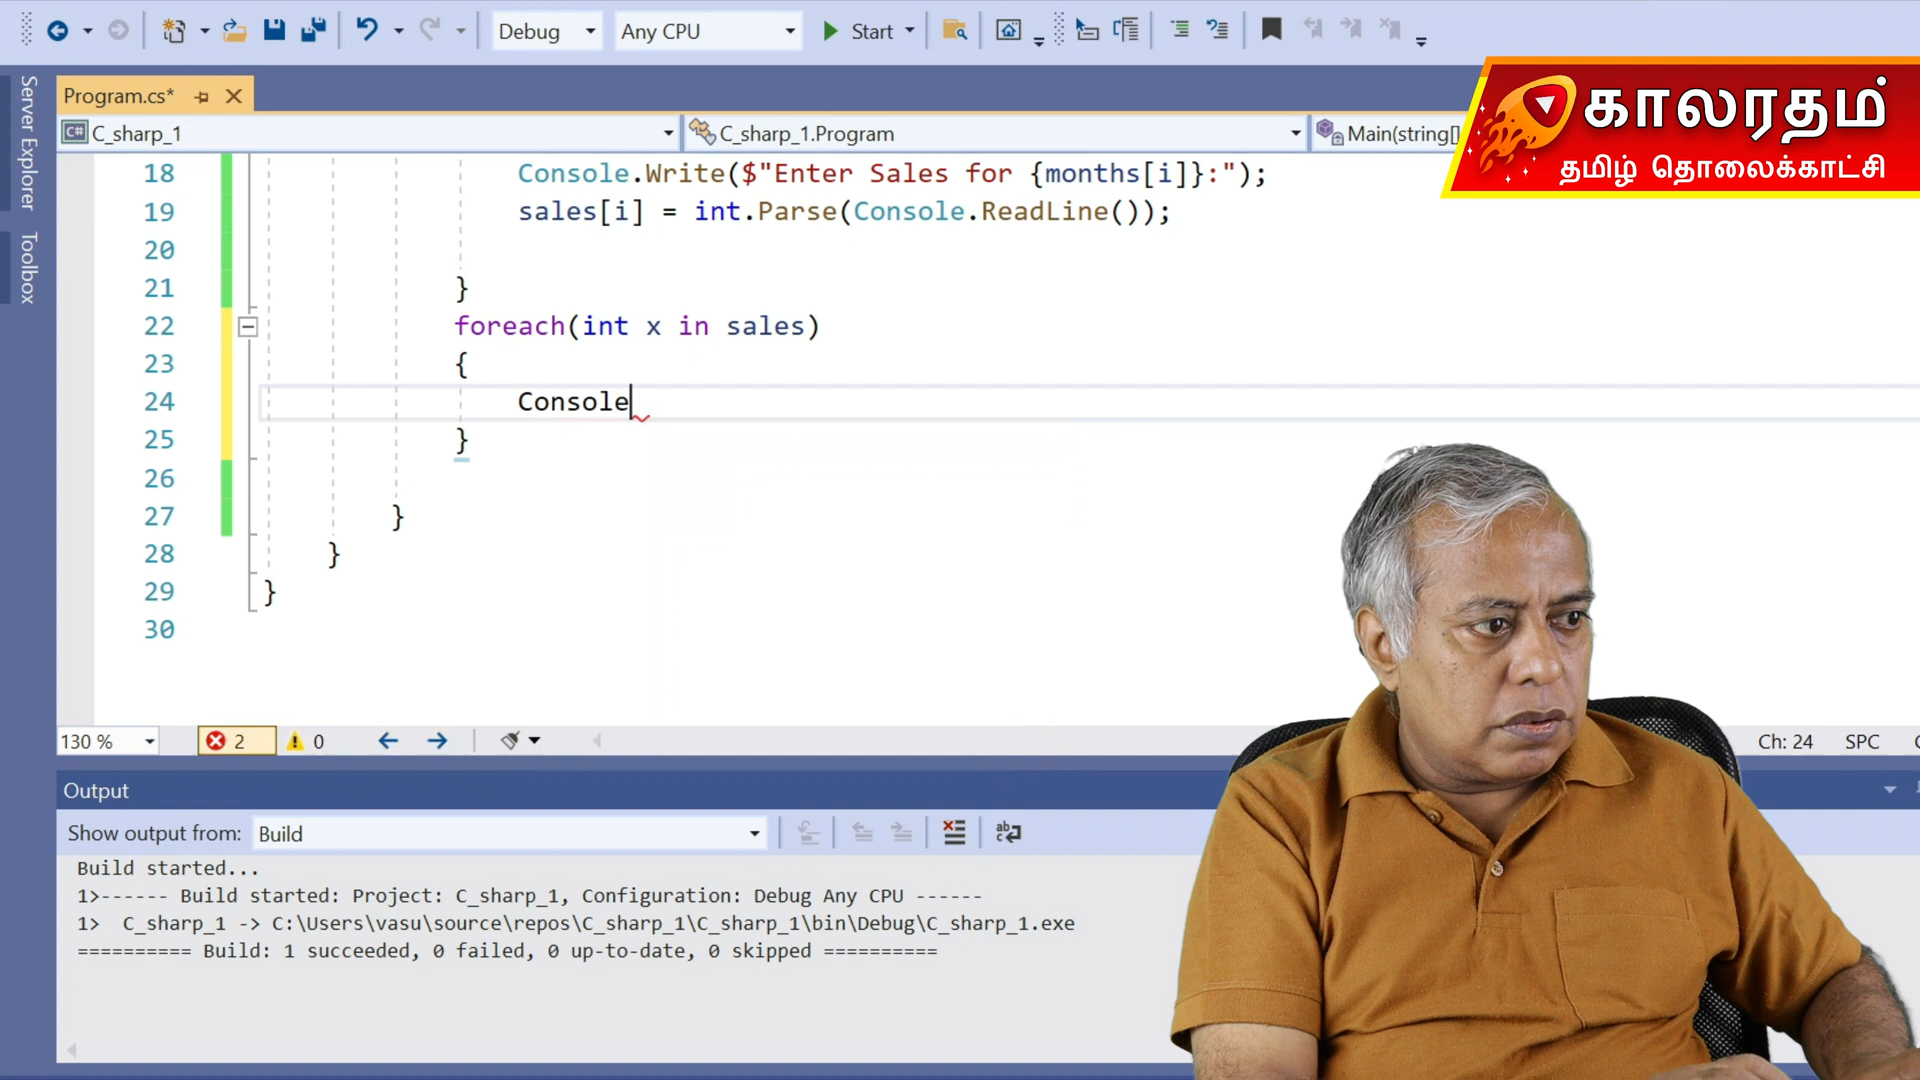 Debug
Any CPU
Start
Server Explorer
Toolbox
Program.cs*
C# C_sharp_1
C_sharp_1.Program
Main(string[]
காலரதம்
தமிழ் தொலைக்காட்சி
18 Console.Write($"Enter Sales for {months[i]}:");
19 sales[i] = int.Parse(Console.ReadLine());
20
21 }
22 foreach(int x in sales)
23 {
24 Console
25 }
26
27 }
28 }
29 }
30
130 %
2
0
Ch: 24
SPC
Output
Show output from:
Build
Build started...
1>------ Build started: Project: C_sharp_1, Configuration: Debug Any CPU ------
1>  C_sharp_1 -> C:\Users\vasu\source\repos\C_sharp_1\C_sharp_1\bin\Debug\C_sharp_1.exe
========== Build: 1 succeeded, 0 failed, 0 up-to-date, 0 skipped ==========